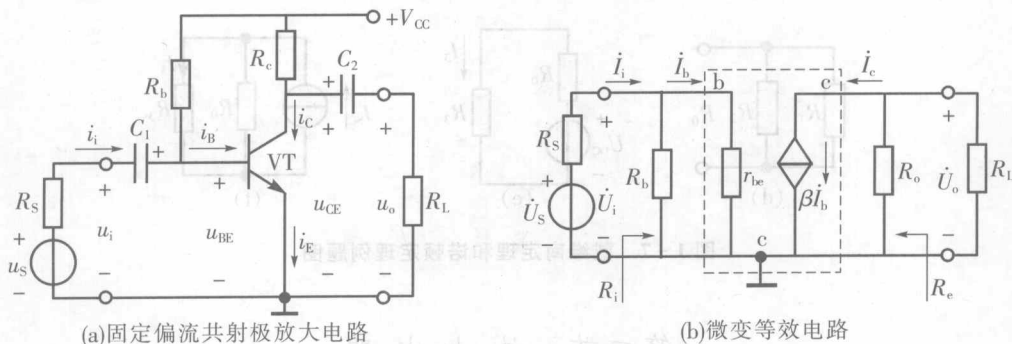 +V_CC
R_c
C_2
R_b
+
+
i_C
+
i_i
C_1
+
i_B
VT
R_S
+
+
u_CE
u_o
R_L
+
u_i
u_BE
i_E
u_S
−
−
−
−
−
(a)固定偏流共射极放大电路
İ_i
İ_b
b
c
İ_c
+
+
R_S
R_b
r_be
βİ_b
R_o
U̇_o
R_L
+
U̇_S
U̇_i
−
−
c
−
R_i
R_e
(b)微变等效电路